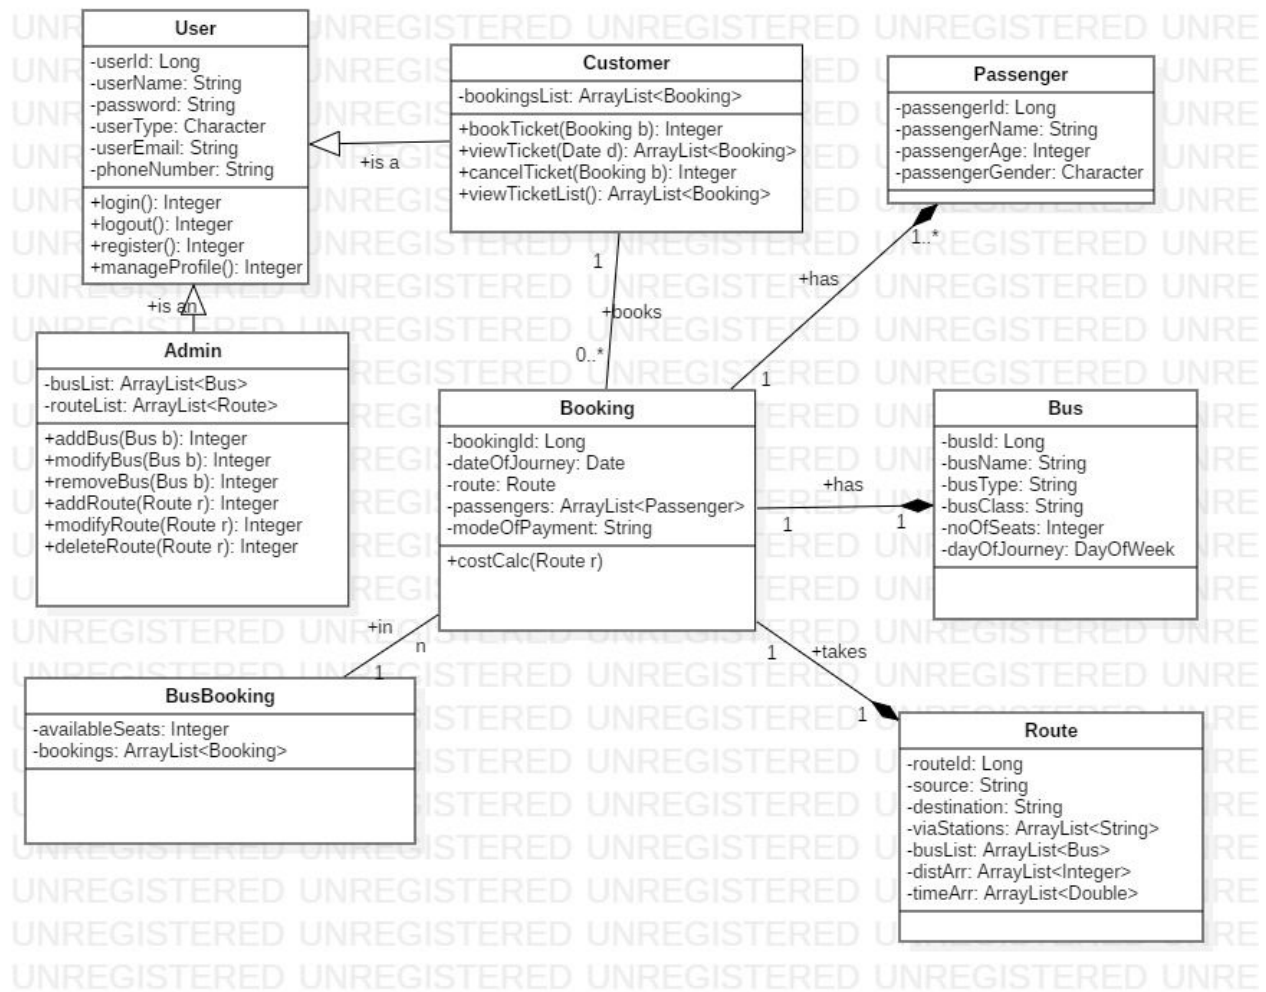 User
-userId: Long
-userName: String
-password: String
-userType: Character
-userEmail: String
-phoneNumber: String
+login(): Integer
+logout(): Integer
+register(): Integer
+manageProfile(): Integer
+is a
Customer
-bookingsList: ArrayList<Booking>
+bookTicket(Booking b): Integer
+viewTicket(Date d): ArrayList<Booking>
+cancelTicket(Booking b): Integer
+viewTicketList(): ArrayList<Booking>
Passenger
-passengerId: Long
-passengerName: String
-passengerAge: Integer
-passengerGender: Character
1..*
+has
1
1
+books
0..*
+is an
Admin
-busList: ArrayList<Bus>
-routeList: ArrayList<Route>
+addBus(Bus b): Integer
+modifyBus(Bus b): Integer
+removeBus(Bus b): Integer
+addRoute(Route r): Integer
+modifyRoute(Route r): Integer
+deleteRoute(Route r): Integer
Booking
-bookingId: Long
-dateOfJourney: Date
-route: Route
-passengers: ArrayList<Passenger>
-modeOfPayment: String
+costCalc(Route r)
+has
1
1
Bus
-busId: Long
-busName: String
-busType: String
-busClass: String
-noOfSeats: Integer
-dayOfJourney: DayOfWeek
+in
n
1
BusBooking
-availableSeats: Integer
-bookings: ArrayList<Booking>
1
+takes
1
Route
-routeId: Long
-source: String
-destination: String
-viaStations: ArrayList<String>
-busList: ArrayList<Bus>
-distArr: ArrayList<Integer>
-timeArr: ArrayList<Double>
UNREGISTERED UNREGISTERED UNREGISTERED UNREGISTERED UNRE